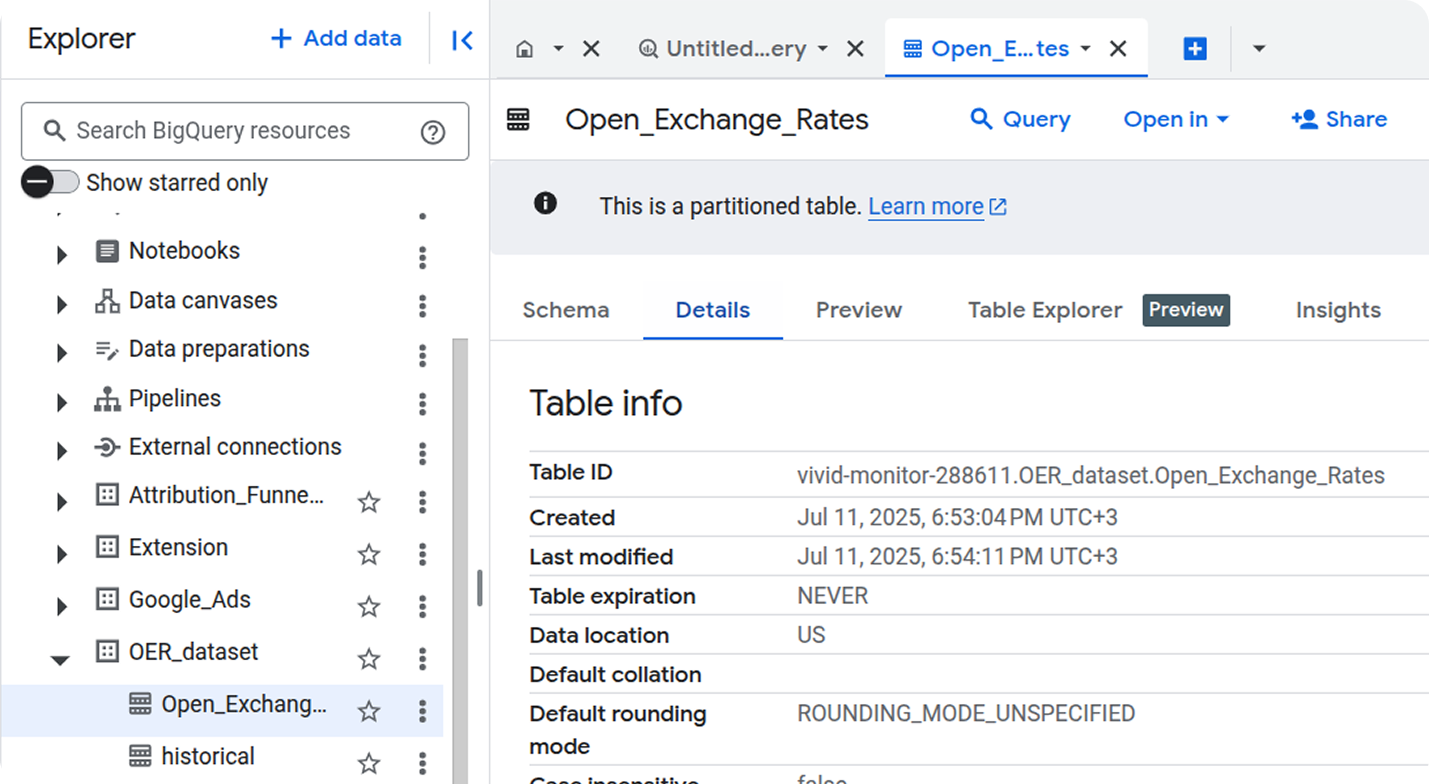 Explorer
Add data
Search BigQuery resources
Show starred only
Notebooks
Data canvases
Data preparations
Pipelines
External connections
Attribution_Funne...
Extension
Google_Ads
OER_dataset
Open_Exchang...
historical
Untitled...ery
Open_E...tes
Open_Exchange_Rates
Query
Open in
Share
This is a partitioned table. Learn more
Schema
Details
Preview
Table Explorer Preview
Insights
Table info
Table ID vivid-monitor-288611.OER_dataset.Open_Exchange_Rates
Created Jul 11, 2025, 6:53:04 PM UTC+3
Last modified Jul 11, 2025, 6:54:11 PM UTC+3
Table expiration NEVER
Data location US
Default collation
Default rounding mode ROUNDING_MODE_UNSPECIFIED
Case insensitive false